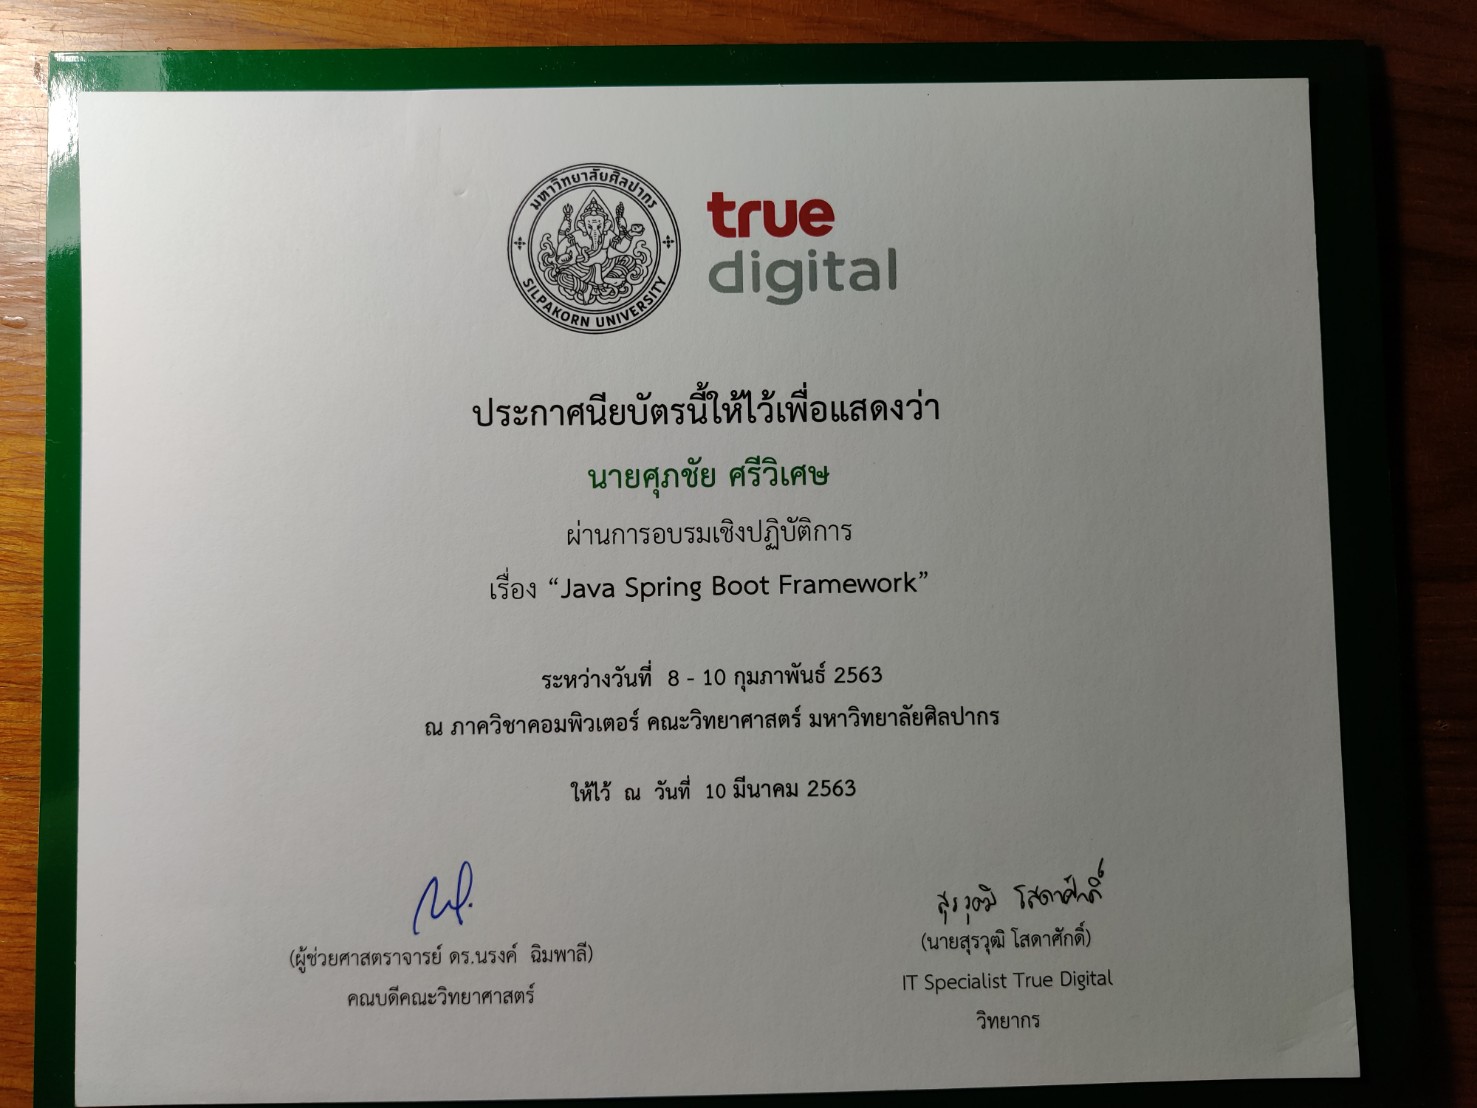 มหาวิทยาลัยศิลปากร
SILPAKORN UNIVERSITY
true
digital
ประกาศนียบัตรนี้ให้ไว้เพื่อแสดงว่า
นายศุภชัย ศรีวิเศษ
ผ่านการอบรมเชิงปฏิบัติการ
เรื่อง “Java Spring Boot Framework”
ระหว่างวันที่ 8 - 10 กุมภาพันธ์ 2563
ณ ภาควิชาคอมพิวเตอร์ คณะวิทยาศาสตร์ มหาวิทยาลัยศิลปากร
ให้ไว้ ณ วันที่ 10 มีนาคม 2563
(ผู้ช่วยศาสตราจารย์ ดร.นรงค์ ฉิมพาลี)
คณบดีคณะวิทยาศาสตร์
สุรวุฒิ โสดาศักดิ์
(นายสุรวุฒิ โสดาศักดิ์)
IT Specialist True Digital
วิทยากร